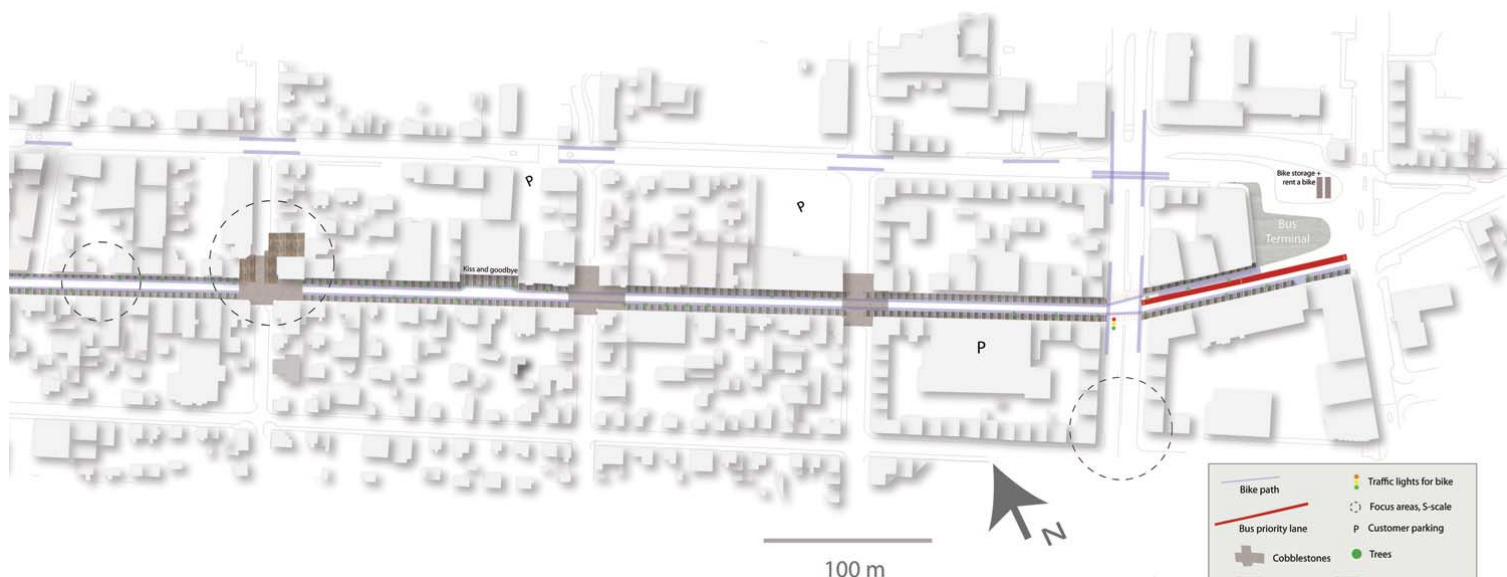 P
P
Bike storage +
rent a bike
Bus
Terminal
Kiss and goodbye
P
N
100 m
Bike path
Traffic lights for bike
Focus areas, S-scale
Bus priority lane
P Customer parking
Cobblestones
Trees